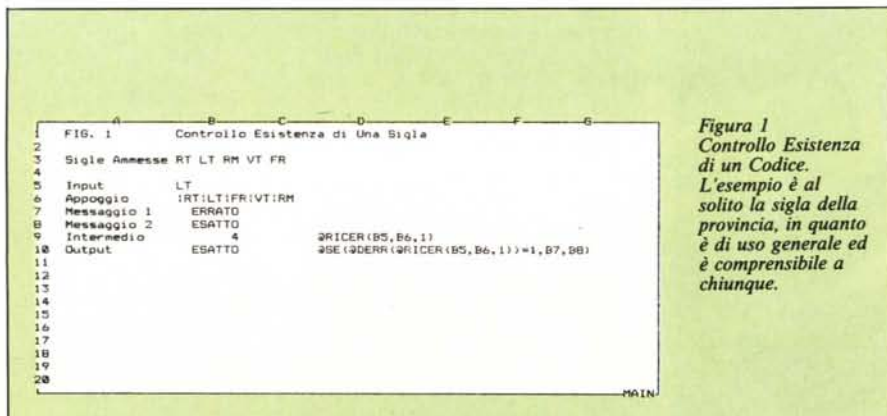 A B C D E F G
1 FIG. 1 Controllo Esistenza di Una Sigla
2
3 Sigle Ammesse RT LT RM VT FR
4
5 Input LT
6 Appoggio :RT:LT:FR:VT:RM
7 Messaggio 1 ERRATO
8 Messaggio 2 ESATTO
9 Intermedio 4 @RICER(B5,B6,1)
10 Output ESATTO @SE(@DERR(@RICER(B5,B6,1))=1,B7,B8)
11
12
13
14
15
16
17
18
19
20
MAIN
Figura 1
Controllo Esistenza
di un Codice.
L'esempio è al
solito la sigla della
provincia, in quanto
è di uso generale ed
è comprensibile a
chiunque.